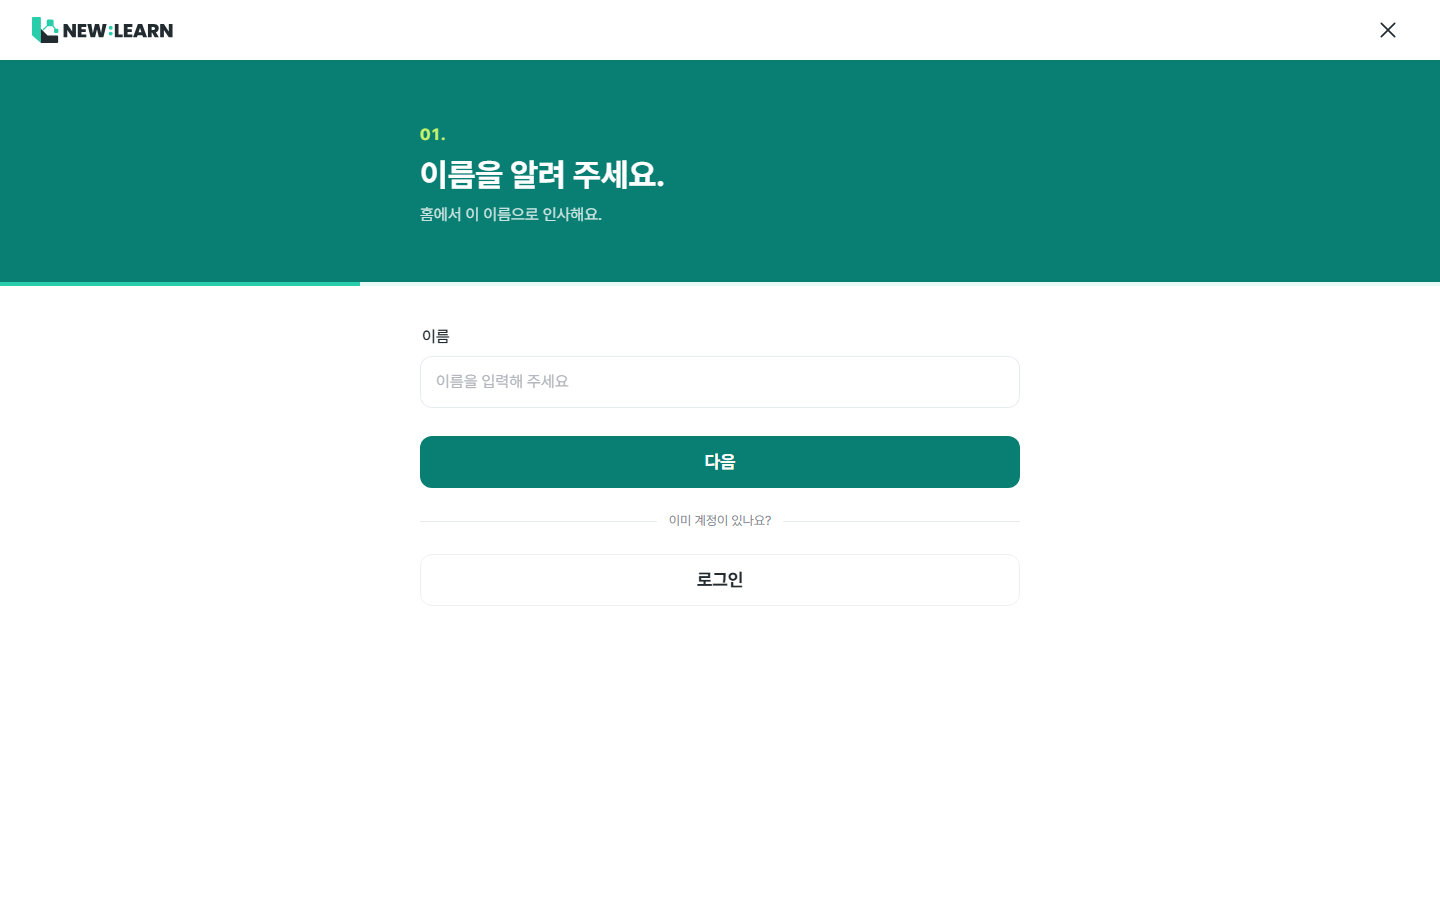 NEW:LEARN
01.
이름을 알려 주세요.
홈에서 이 이름으로 인사해요.
이름
이름을 입력해 주세요
다음
이미 계정이 있나요?
로그인